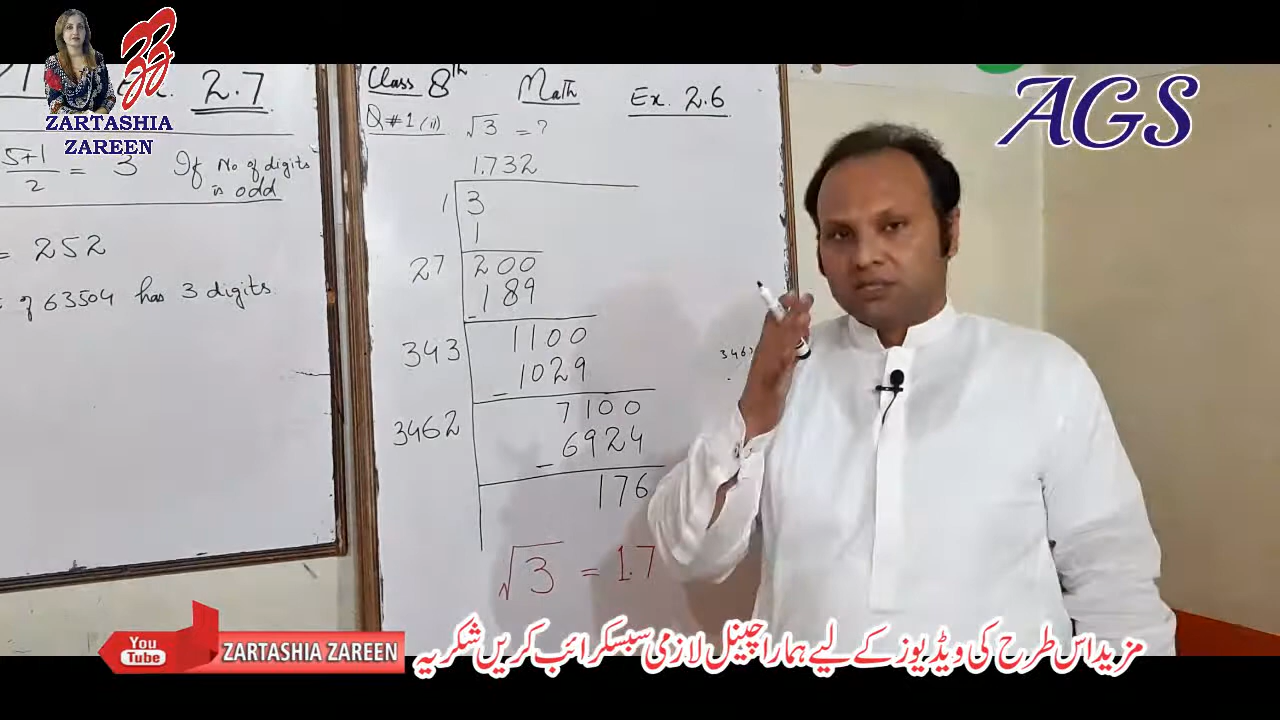 ZARTASHIA
ZAREEN
AGS
2.7
5+1/2 = 3 If No of digits
is odd
= 252
of 63504 has 3 digits.
Class 8th Math Ex. 2.6
Q#1(ii) √3 = ?
1.732
1 3
1
27 200
-189
343 1100
- 1029
3462 7100
- 6924
176
√3 = 1.7
You
Tube
ZARTASHIA ZAREEN
مزید اس طرح کی ویڈیوز کے لیے ہمارا چینل لازمی سبسکرائب کریں شکریہ